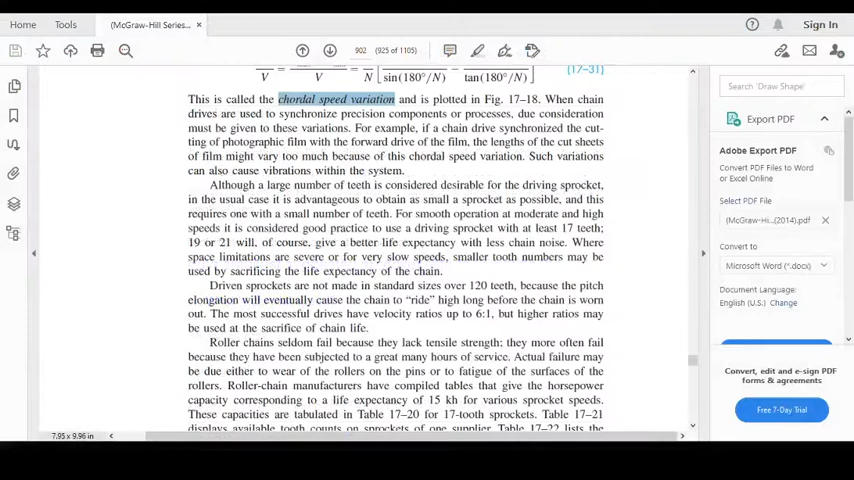 Home Tools (McGraw-Hill Series... × Sign In
902 (925 of 1105)
V V N sin(180°/N) tan(180°/N) (17–31)
This is called the chordal speed variation and is plotted in Fig. 17–18. When chain
drives are used to synchronize precision components or processes, due consideration
must be given to these variations. For example, if a chain drive synchronized the cut-
ting of photographic film with the forward drive of the film, the lengths of the cut sheets
of film might vary too much because of this chordal speed variation. Such variations
can also cause vibrations within the system.
Although a large number of teeth is considered desirable for the driving sprocket,
in the usual case it is advantageous to obtain as small a sprocket as possible, and this
requires one with a small number of teeth. For smooth operation at moderate and high
speeds it is considered good practice to use a driving sprocket with at least 17 teeth;
19 or 21 will, of course, give a better life expectancy with less chain noise. Where
space limitations are severe or for very slow speeds, smaller tooth numbers may be
used by sacrificing the life expectancy of the chain.
Driven sprockets are not made in standard sizes over 120 teeth, because the pitch
elongation will eventually cause the chain to “ride” high long before the chain is worn
out. The most successful drives have velocity ratios up to 6:1, but higher ratios may
be used at the sacrifice of chain life.
Roller chains seldom fail because they lack tensile strength; they more often fail
because they have been subjected to a great many hours of service. Actual failure may
be due either to wear of the rollers on the pins or to fatigue of the surfaces of the
rollers. Roller-chain manufacturers have compiled tables that give the horsepower
capacity corresponding to a life expectancy of 15 kh for various sprocket speeds.
These capacities are tabulated in Table 17–20 for 17-tooth sprockets. Table 17–21
displays available tooth counts on sprockets of one supplier. Table 17–22 lists the
7.95 x 9.96 in
Search 'Draw Shape'
Export PDF
Adobe Export PDF
Convert PDF Files to Word
or Excel Online
Select PDF File
(McGraw-Hi...(2014).pdf ×
Convert to
Microsoft Word (*.docx)
Document Language:
English (U.S.) Change
Convert, edit and e-sign PDF
forms & agreements
Free 7-Day Trial